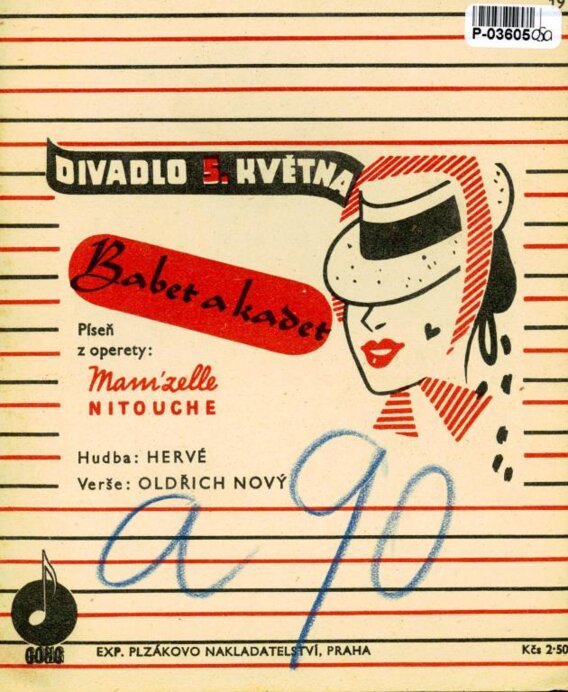 P-03605
DIVADLO 5. KVĚTNA
Babet a kadet
Píseň
z operety:
Mam'zelle
NITOUCHE
Hudba: HERVÉ
Verše: OLDŘICH NOVÝ
a 90
GONG
EXP. PLZÁKOVO NAKLADATELSTVÍ, PRAHA
Kčs 2·50